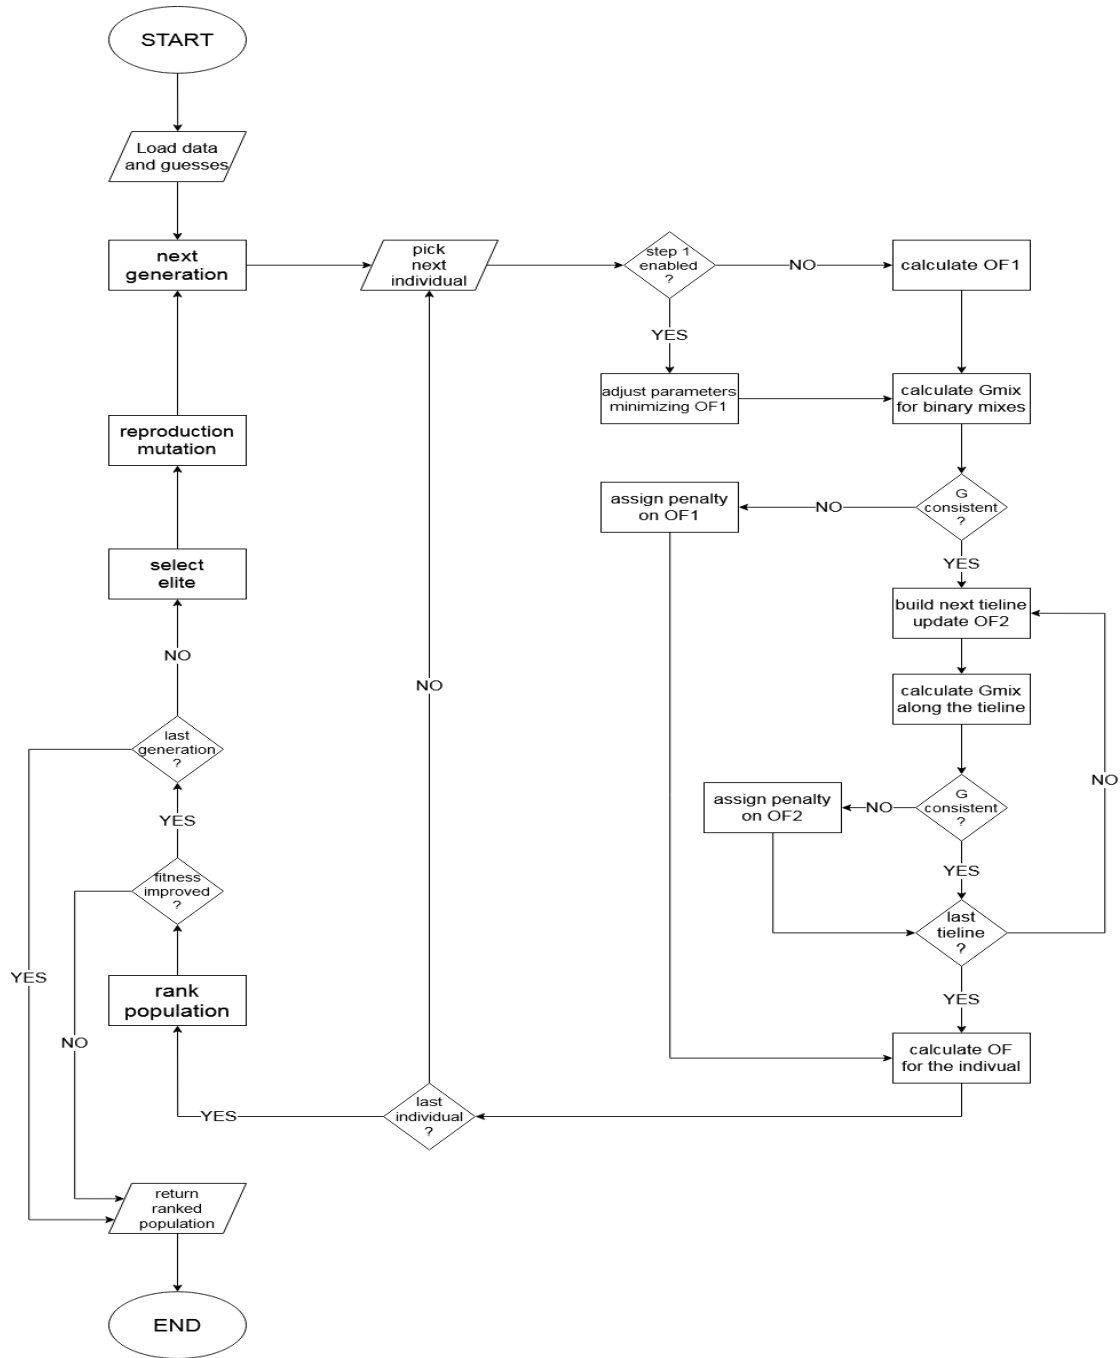 START
Load data
and guesses
next
generation
pick
next
individual
step 1
enabled
?
NO
calculate OF1
YES
adjust parameters
minimizing OF1
calculate Gmix
for binary mixes
reproduction
mutation
G
consistent
?
NO
assign penalty
on OF1
YES
select
elite
build next tieline
update OF2
NO
NO
calculate Gmix
along the tieline
last
generation
?
NO
G
consistent
?
NO
assign penalty
on OF2
YES
YES
fitness
improved
?
last
tieline
?
YES
rank
population
YES
NO
calculate OF
for the indivual
last
individual
?
YES
return
ranked
population
END